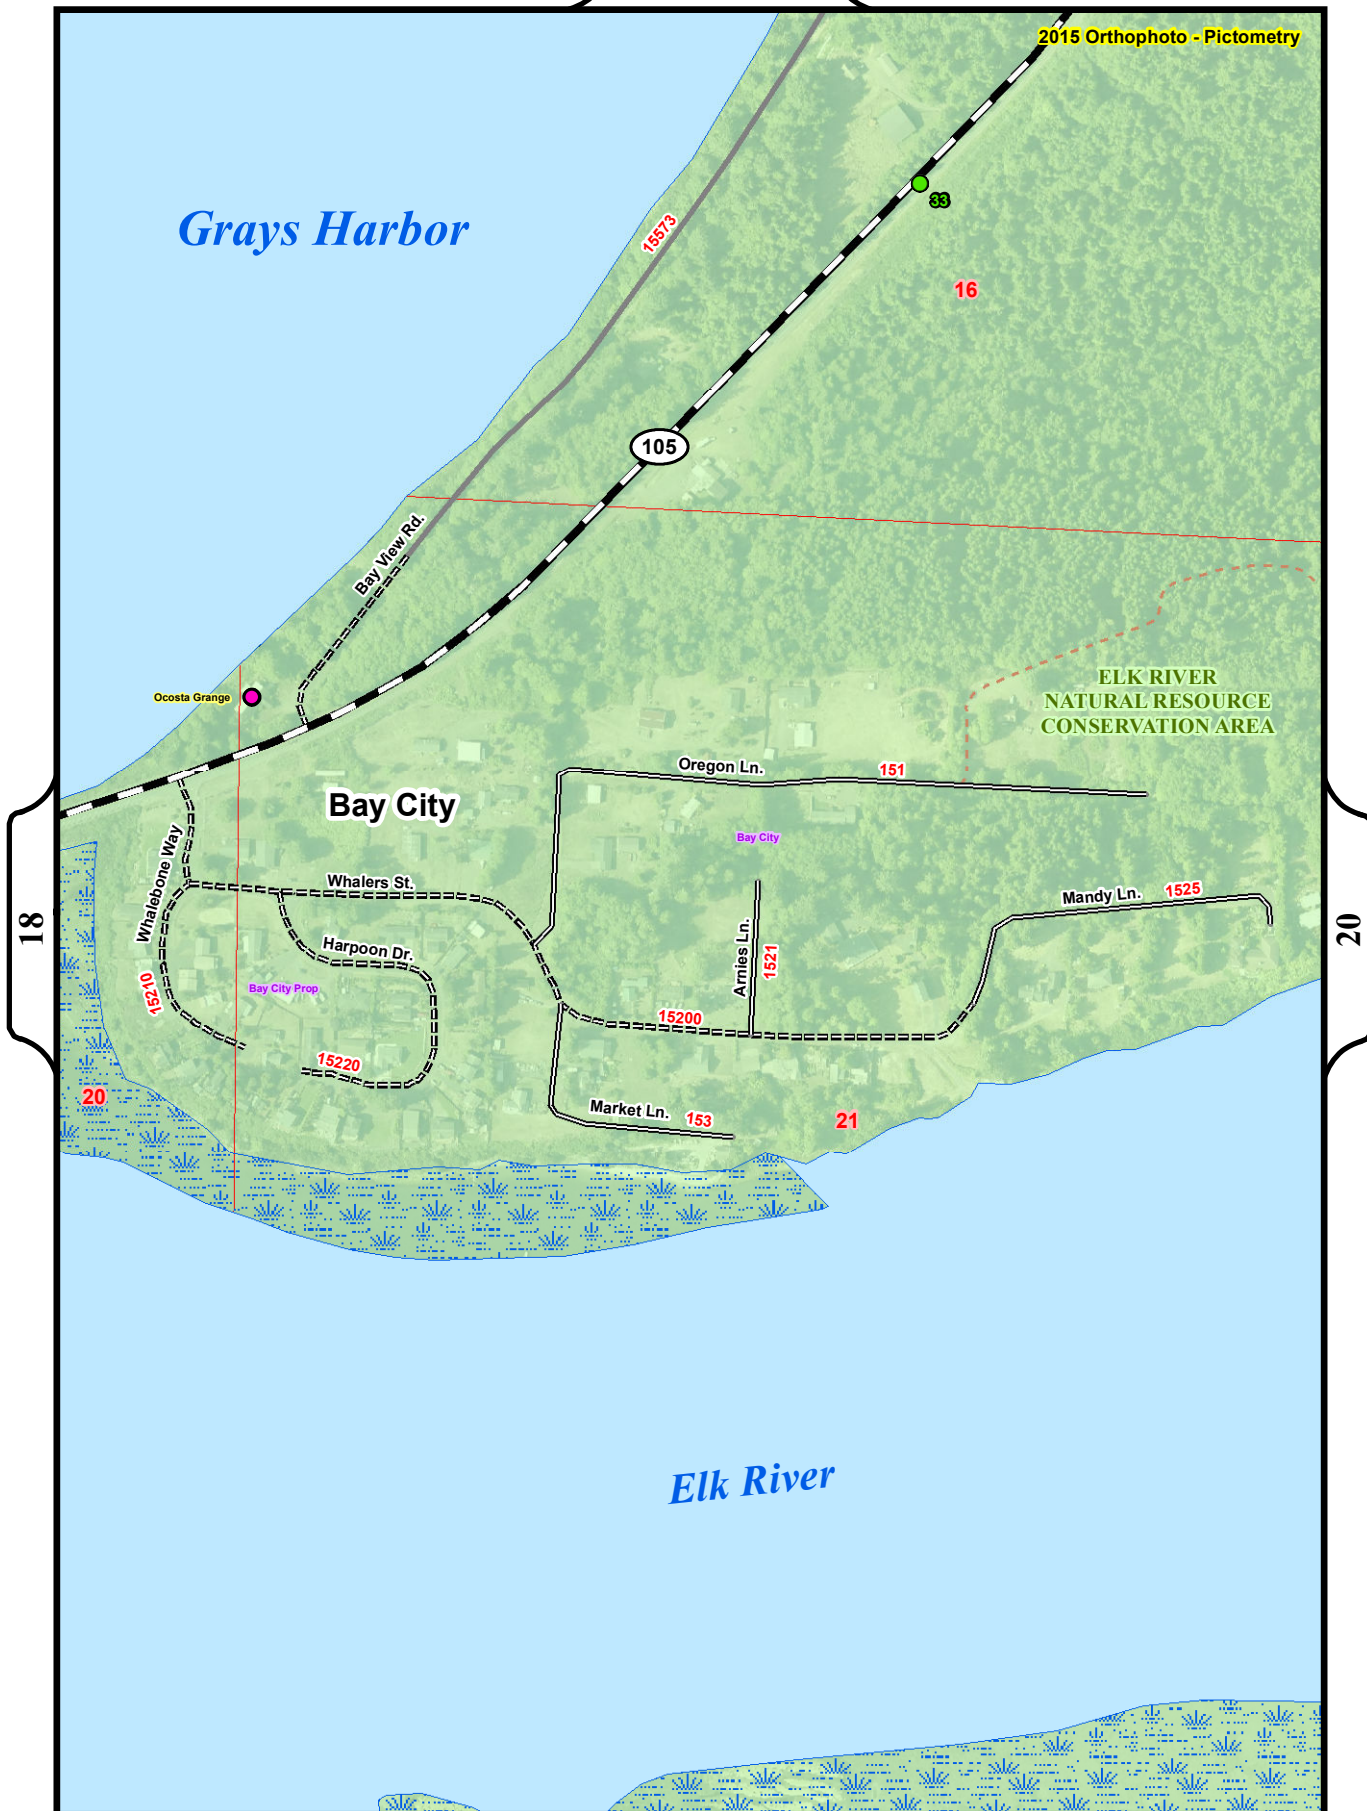 2015 Orthophoto - Pictometry
33
Grays Harbor
15573
16
105
Bay View Rd.
Ocosta Grange
ELK RIVER
NATURAL RESOURCE
CONSERVATION AREA
Oregon Ln.
151
Bay City
Bay City
Whalebone Way
Whalers St.
Mandy Ln.
1525
18
20
Harpoon Dr.
Arnies Ln.
1521
15210
Bay City Prop
15200
15220
20
Market Ln.
153
21
Elk River